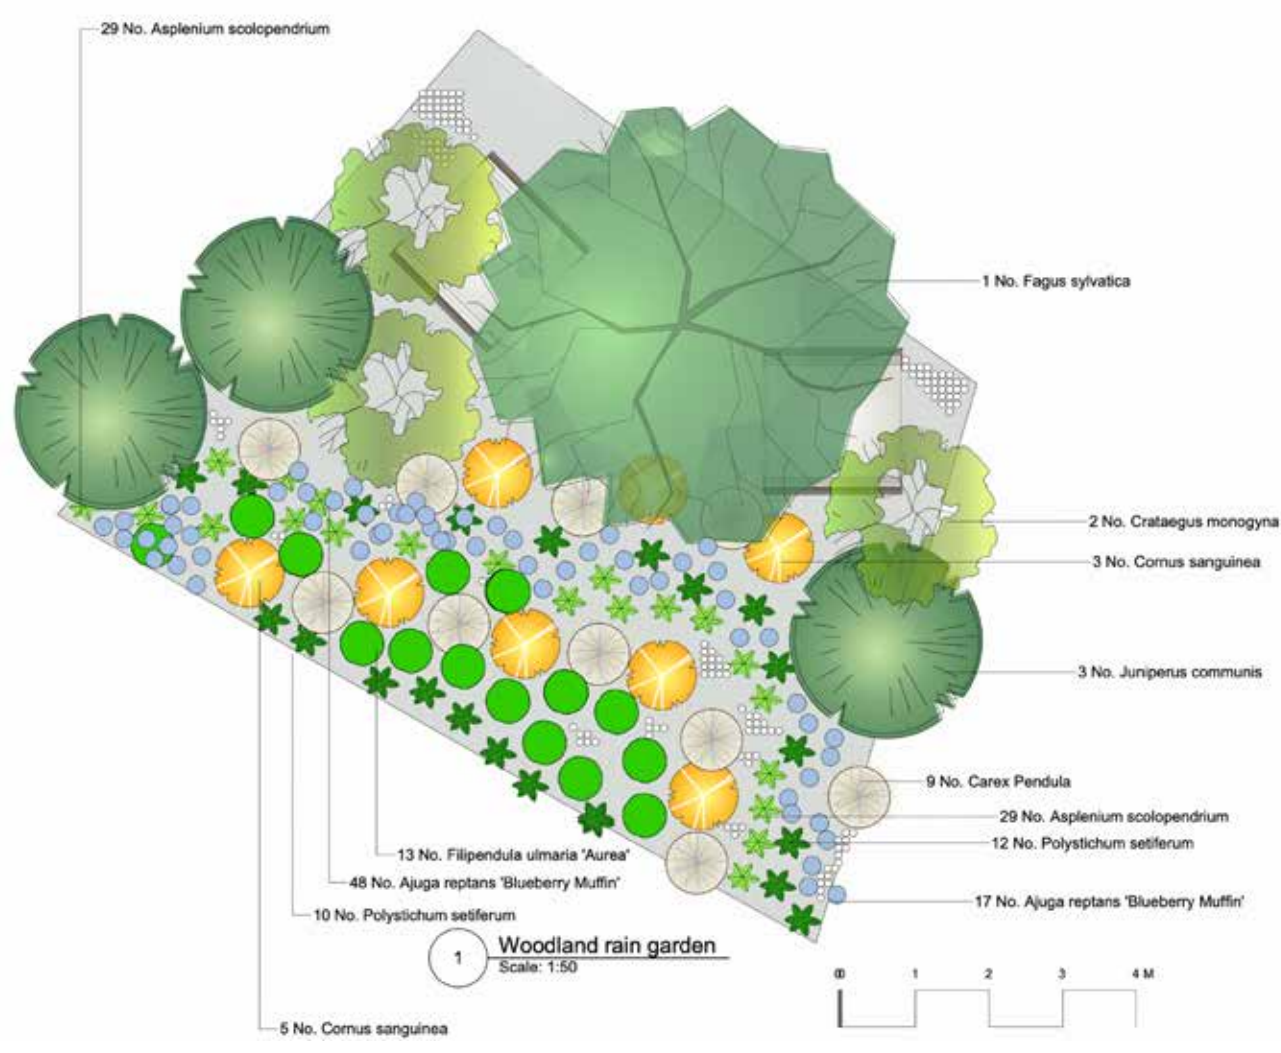 29 No. Asplenium scolopendrium
1 No. Fagus sylvatica
2 No. Crataegus monogyna
3 No. Cornus sanguinea
3 No. Juniperus communis
9 No. Carex Pendula
29 No. Asplenium scolopendrium
12 No. Polystichum setiferum
13 No. Filipendula ulmaria 'Aurea'
48 No. Ajuga reptans 'Blueberry Muffin'
17 No. Ajuga reptans 'Blueberry Muffin'
10 No. Polystichum setiferum
1 Woodland rain garden
Scale: 1:50
0 1 2 3 4 M
5 No. Cornus sanguinea